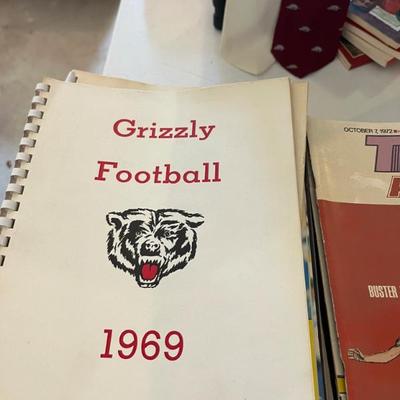 Grizzly
Football
1969
OCTOBER 7, 1972
BUSTER